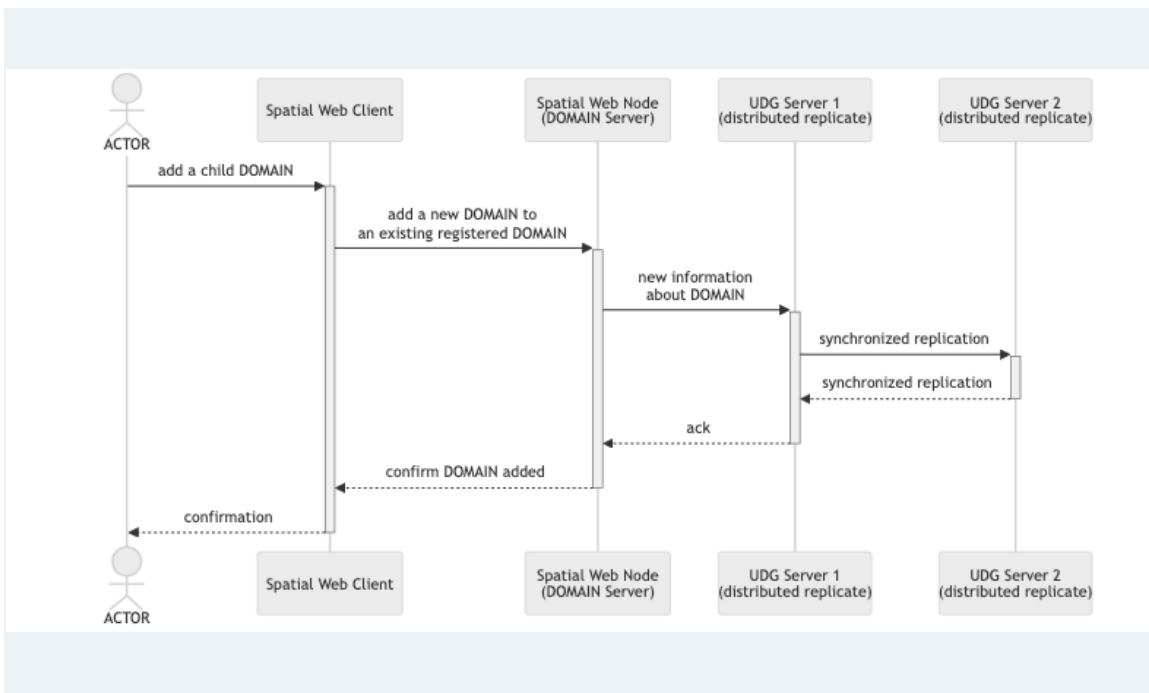 Spatial Web Client
Spatial Web Node
(DOMAIN Server)
UDG Server 1
(distributed replicate)
UDG Server 2
(distributed replicate)
ACTOR
add a child DOMAIN
add a new DOMAIN to
an existing registered DOMAIN
new information
about DOMAIN
synchronized replication
synchronized replication
ack
confirm DOMAIN added
confirmation
Spatial Web Client
Spatial Web Node
(DOMAIN Server)
UDG Server 1
(distributed replicate)
UDG Server 2
(distributed replicate)
ACTOR